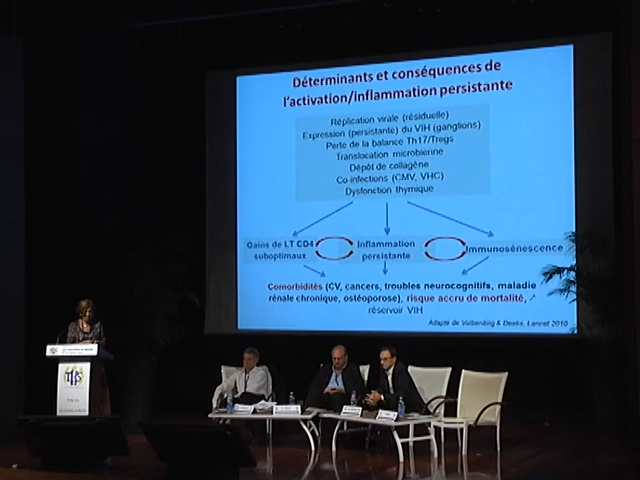 Déterminants et conséquences de
l'activation/inflammation persistante
Réplication virale (résiduelle)
Expression (persistante) du VIH (ganglions)
Perte de la balance Th17/Tregs
Translocation microbienne
Dépôt de collagène
Co infections (CMV, VHC)
Dysfonction thymique
Gains de LT CD4
suboptimaux
Inflammation
persistante
Immunosénescence
Comorbidités (CV, cancers, troubles neurocognitifs, maladie
rénale chronique, ostéoporose), risque accru de mortalité, ↗
réservoir VIH
Adapté de Volberding & Deeks, Lancet 2010